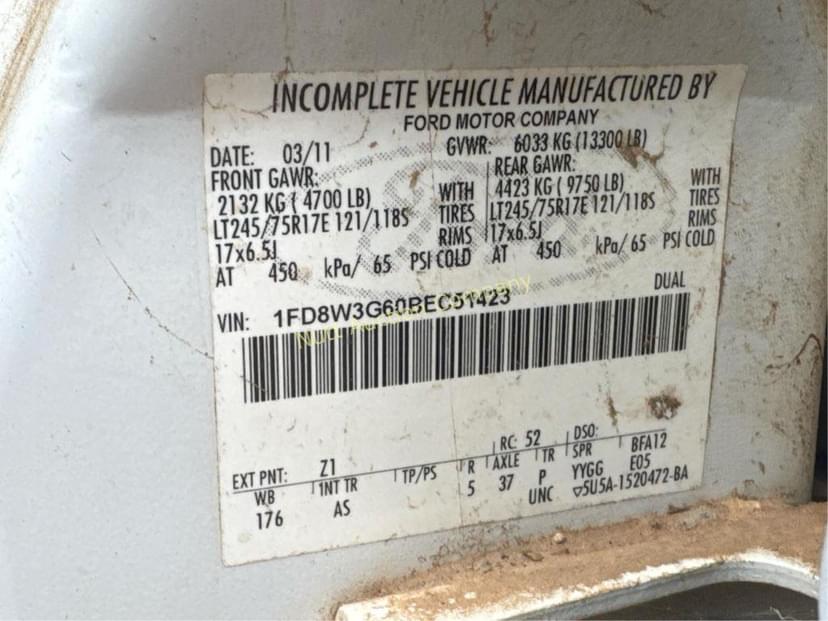 INCOMPLETE VEHICLE MANUFACTURED BY
FORD MOTOR COMPANY
DATE: 03/11
GVWR: 6033 KG (13300 LB)
FRONT GAWR:
2132 KG ( 4700 LB) WITH
LT245/75R17E 121/118S TIRES
17x6.5J RIMS
AT 450 kPa/ 65 PSI COLD
REAR GAWR:
4423 KG ( 9750 LB) WITH
LT245/75R17E 121/118S TIRES
17x6.5J RIMS
AT 450 kPa/ 65 PSI COLD
DUAL
VIN: 1FD8W3G60BEC51423
Nutt Auction Company
RC: 52 DSO:
EXT PNT: Z1 BFA12
WB INT TR TP/PS R AXLE TR SPR E05
176 AS 5 37 P YYGG
UNC ▽5U5A-1520472-BA